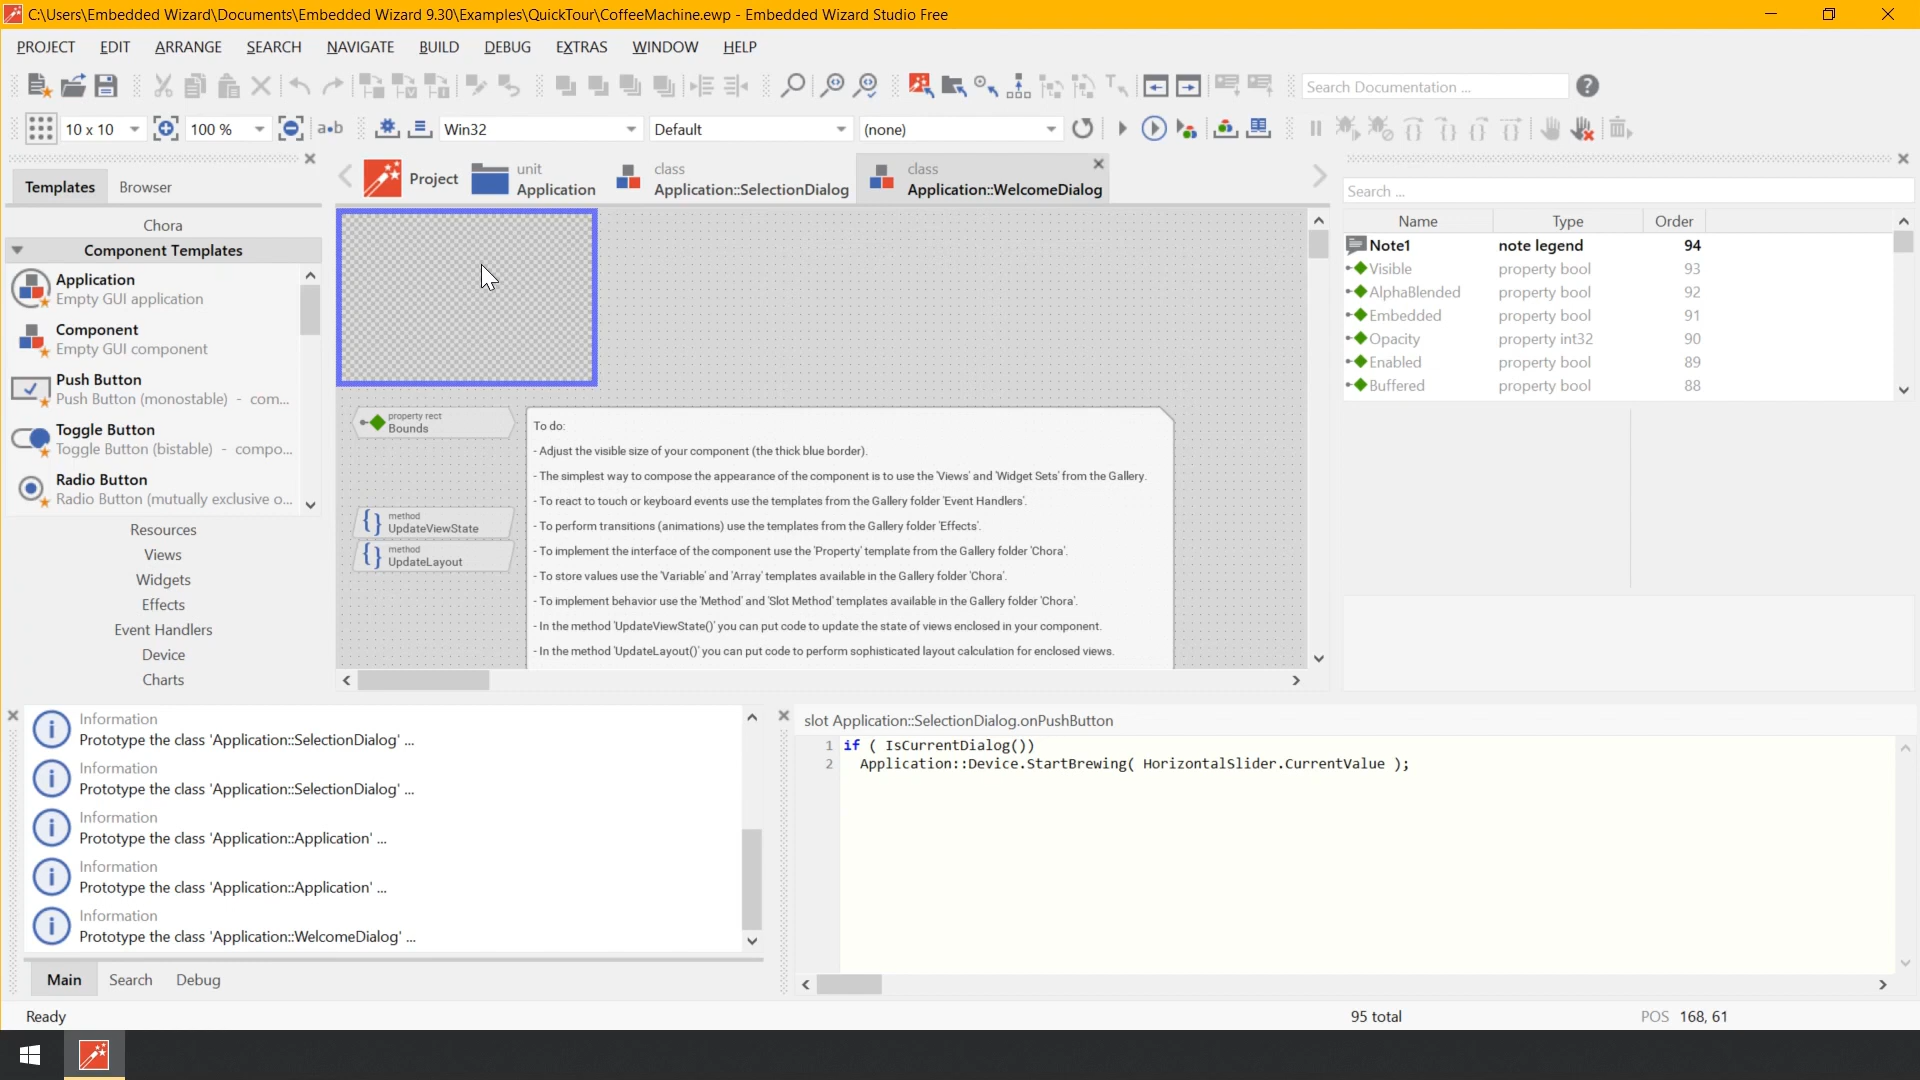 C:\Users\Embedded Wizard\Documents\Embedded Wizard 9.30\Examples\QuickTour\CoffeeMachine.ewp - Embedded Wizard Studio Free
PROJECT EDIT ARRANGE SEARCH NAVIGATE BUILD DEBUG EXTRAS WINDOW HELP
Search Documentation ...
10 x 10 100 % a•b Win32 Default (none)
Templates Browser
Project
unit
Application
class
Application::SelectionDialog
class
Application::WelcomeDialog
Chora
Component Templates
Application
Empty GUI application
Component
Empty GUI component
Push Button
Push Button (monostable) - com...
Toggle Button
Toggle Button (bistable) - compo...
Radio Button
Radio Button (mutually exclusive o...
Resources
Views
Widgets
Effects
Event Handlers
Device
Charts
property rect
Bounds
method
UpdateViewState
method
UpdateLayout
To do:
- Adjust the visible size of your component (the thick blue border).
- The simplest way to compose the appearance of the component is to use the 'Views' and 'Widget Sets' from the Gallery.
- To react to touch or keyboard events use the templates from the Gallery folder 'Event Handlers'.
- To perform transitions (animations) use the templates from the Gallery folder 'Effects'.
- To implement the interface of the component use the 'Property' template from the Gallery folder 'Chora'.
- To store values use the 'Variable' and 'Array' templates available in the Gallery folder 'Chora'.
- To implement behavior use the 'Method' and 'Slot Method' templates available in the Gallery folder 'Chora'.
- In the method 'UpdateViewState()' you can put code to update the state of views enclosed in your component.
- In the method 'UpdateLayout()' you can put code to perform sophisticated layout calculation for enclosed views.
Search ...
Name Type Order
Note1 note legend 94
Visible property bool 93
AlphaBlended property bool 92
Embedded property bool 91
Opacity property int32 90
Enabled property bool 89
Buffered property bool 88
Information
Prototype the class 'Application::SelectionDialog' ...
Information
Prototype the class 'Application::SelectionDialog' ...
Information
Prototype the class 'Application::Application' ...
Information
Prototype the class 'Application::Application' ...
Information
Prototype the class 'Application::WelcomeDialog' ...
Main Search Debug
slot Application::SelectionDialog.onPushButton
1 if ( IsCurrentDialog())
2 Application::Device.StartBrewing( HorizontalSlider.CurrentValue );
Ready 95 total POS 168, 61